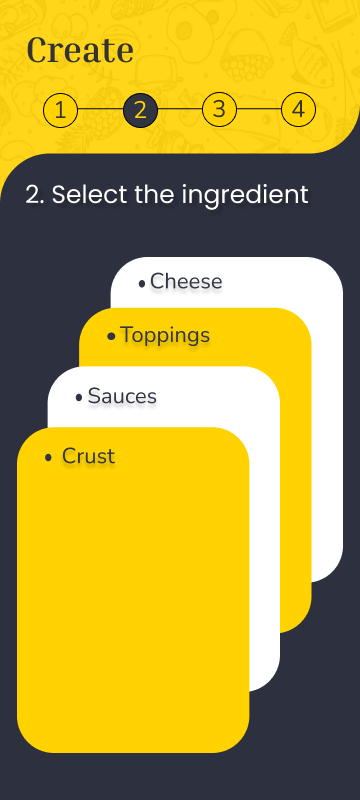 Create
1 2 3 4
2. Select the ingredient
• Cheese
• Toppings
• Sauces
• Crust